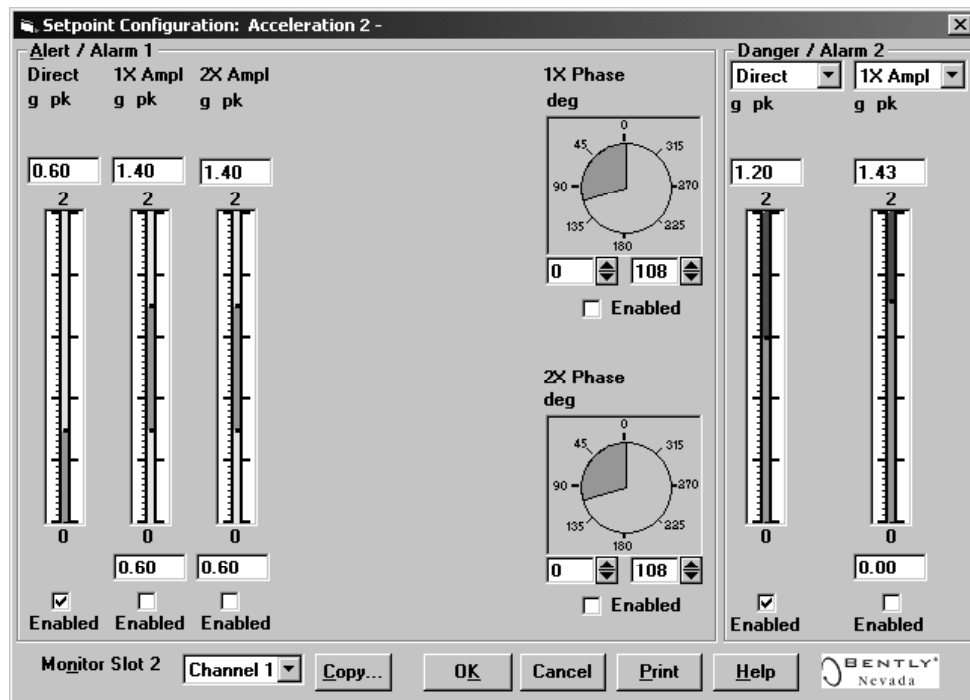 Setpoint Configuration: Acceleration 2 -
Alert / Alarm 1
Direct 1X Ampl 2X Ampl
g pk g pk g pk
0.60 1.40 1.40
2 2 2
0 0 0
0.60 0.60
Enabled Enabled Enabled
1X Phase
deg
0
45 315
90 270
135 225
180
0 108
Enabled
2X Phase
deg
0
45 315
90 270
135 225
180
0 108
Enabled
Danger / Alarm 2
Direct 1X Ampl
g pk g pk
1.20 1.43
2 2
0 0
0.00
Enabled Enabled
Monitor Slot 2 Channel 1 Copy... OK Cancel Print Help
BENTLY
Nevada